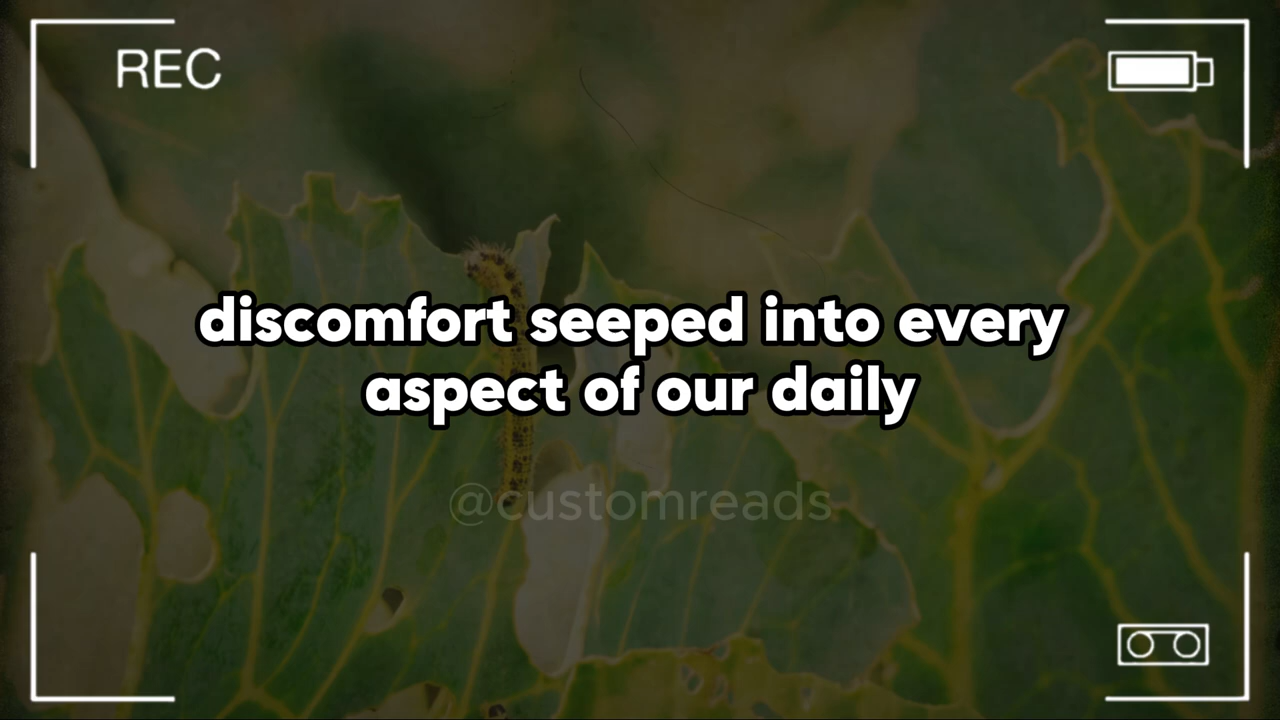 REC
discomfort seeped into every
aspect of our daily
@customreads